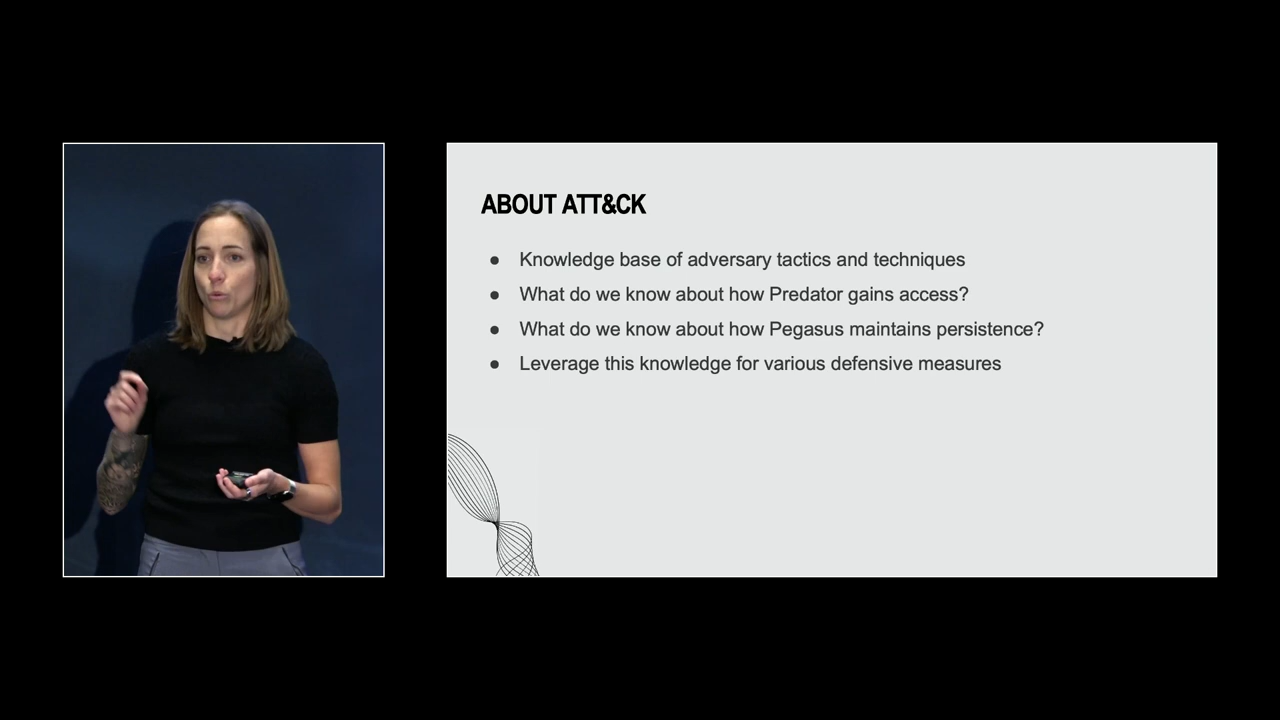 ABOUT ATT&CK
● Knowledge base of adversary tactics and techniques
● What do we know about how Predator gains access?
● What do we know about how Pegasus maintains persistence?
● Leverage this knowledge for various defensive measures